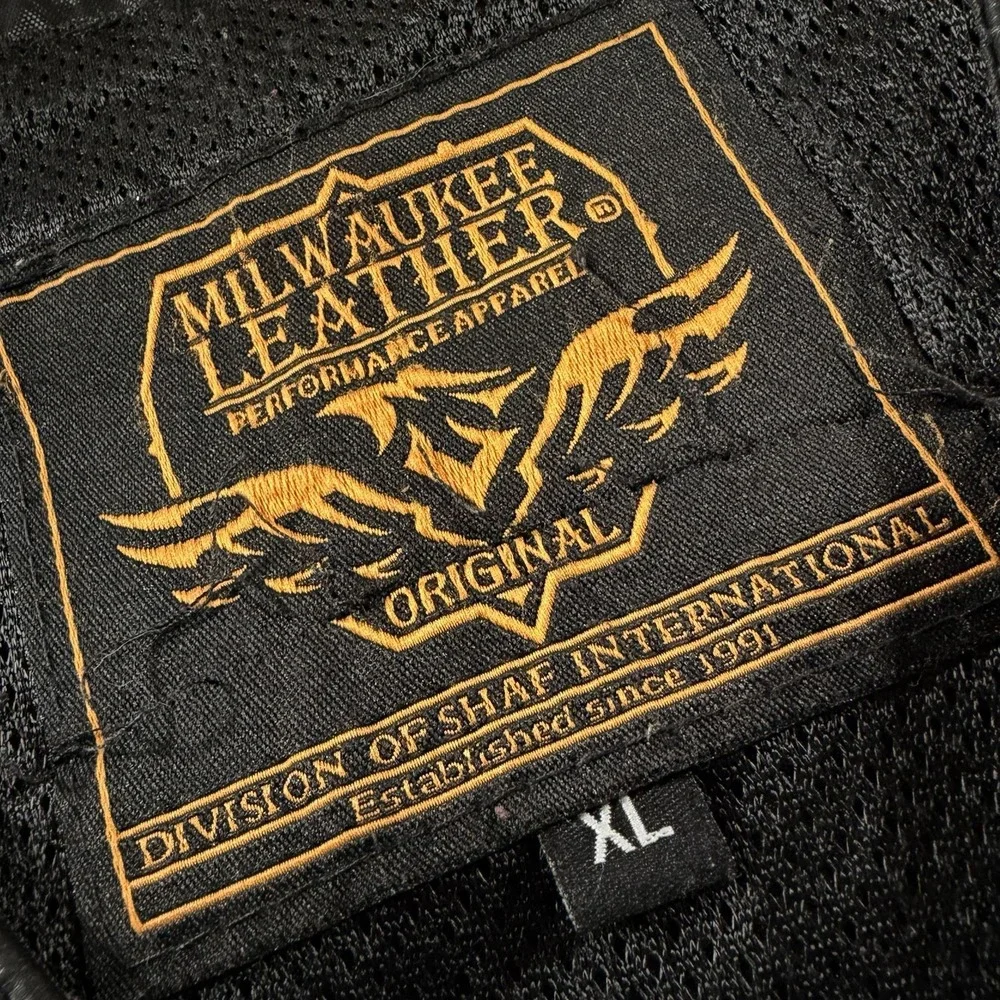 MILWAUKEE
LEATHER ®
PERFORMANCE APPAREL
ORIGINAL
DIVISION OF SHAF INTERNATIONAL
Established since 1991
XL